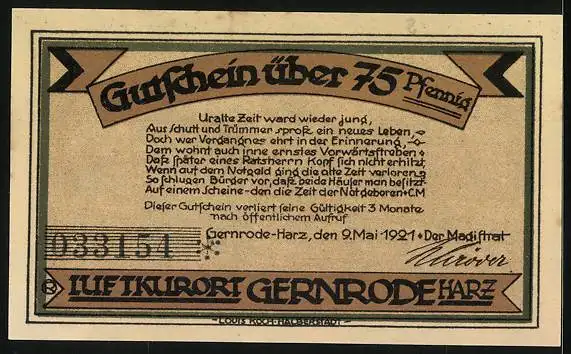 Gutschein über 75 Pfennig
Uralte Zeit ward wieder jung,
Aus Schutt und Trümmer sproß ein neues Leben,
Doch wer Vergangnes ehrt in der Erinnerung,
Dem wohnt auch inne ernstes Vorwärtsstreben
Daß später eines Ratsherrn Kopf sich nicht erhitzt,
Wenn auf dem Notgeld ging die alte Zeit verloren,
So schlugen Bürger vor, daß beide Häuser man besitzt
Auf einem Scheine-den die Zeit der Not geboren C.M
Dieser Gutschein verliert seine Gültigkeit 3 Monate
nach öffentlichem Aufruf
033154
Gernrode-Harz, den 9. Mai 1921 • Der Magistrat
LUFTKURORT GERNRODE HARZ
-LOUIS KOCH-HALBERSTADT-